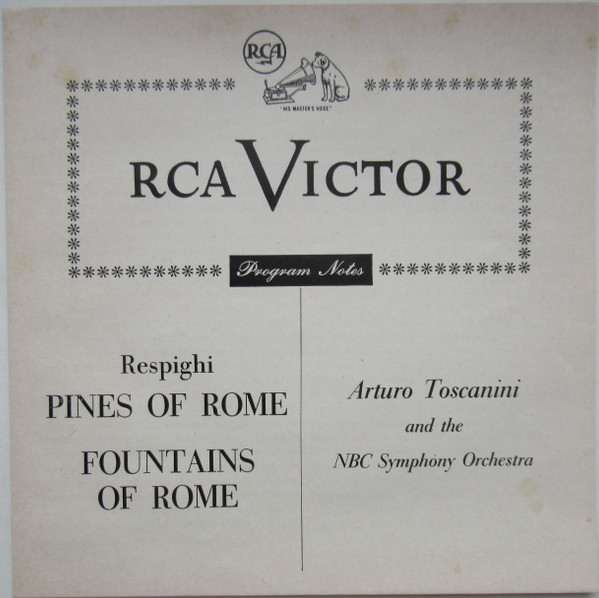 RCA
"HIS MASTER'S VOICE"
RCA VICTOR
Program Notes
Respighi
PINES OF ROME
FOUNTAINS
OF ROME
Arturo Toscanini
and the
NBC Symphony Orchestra